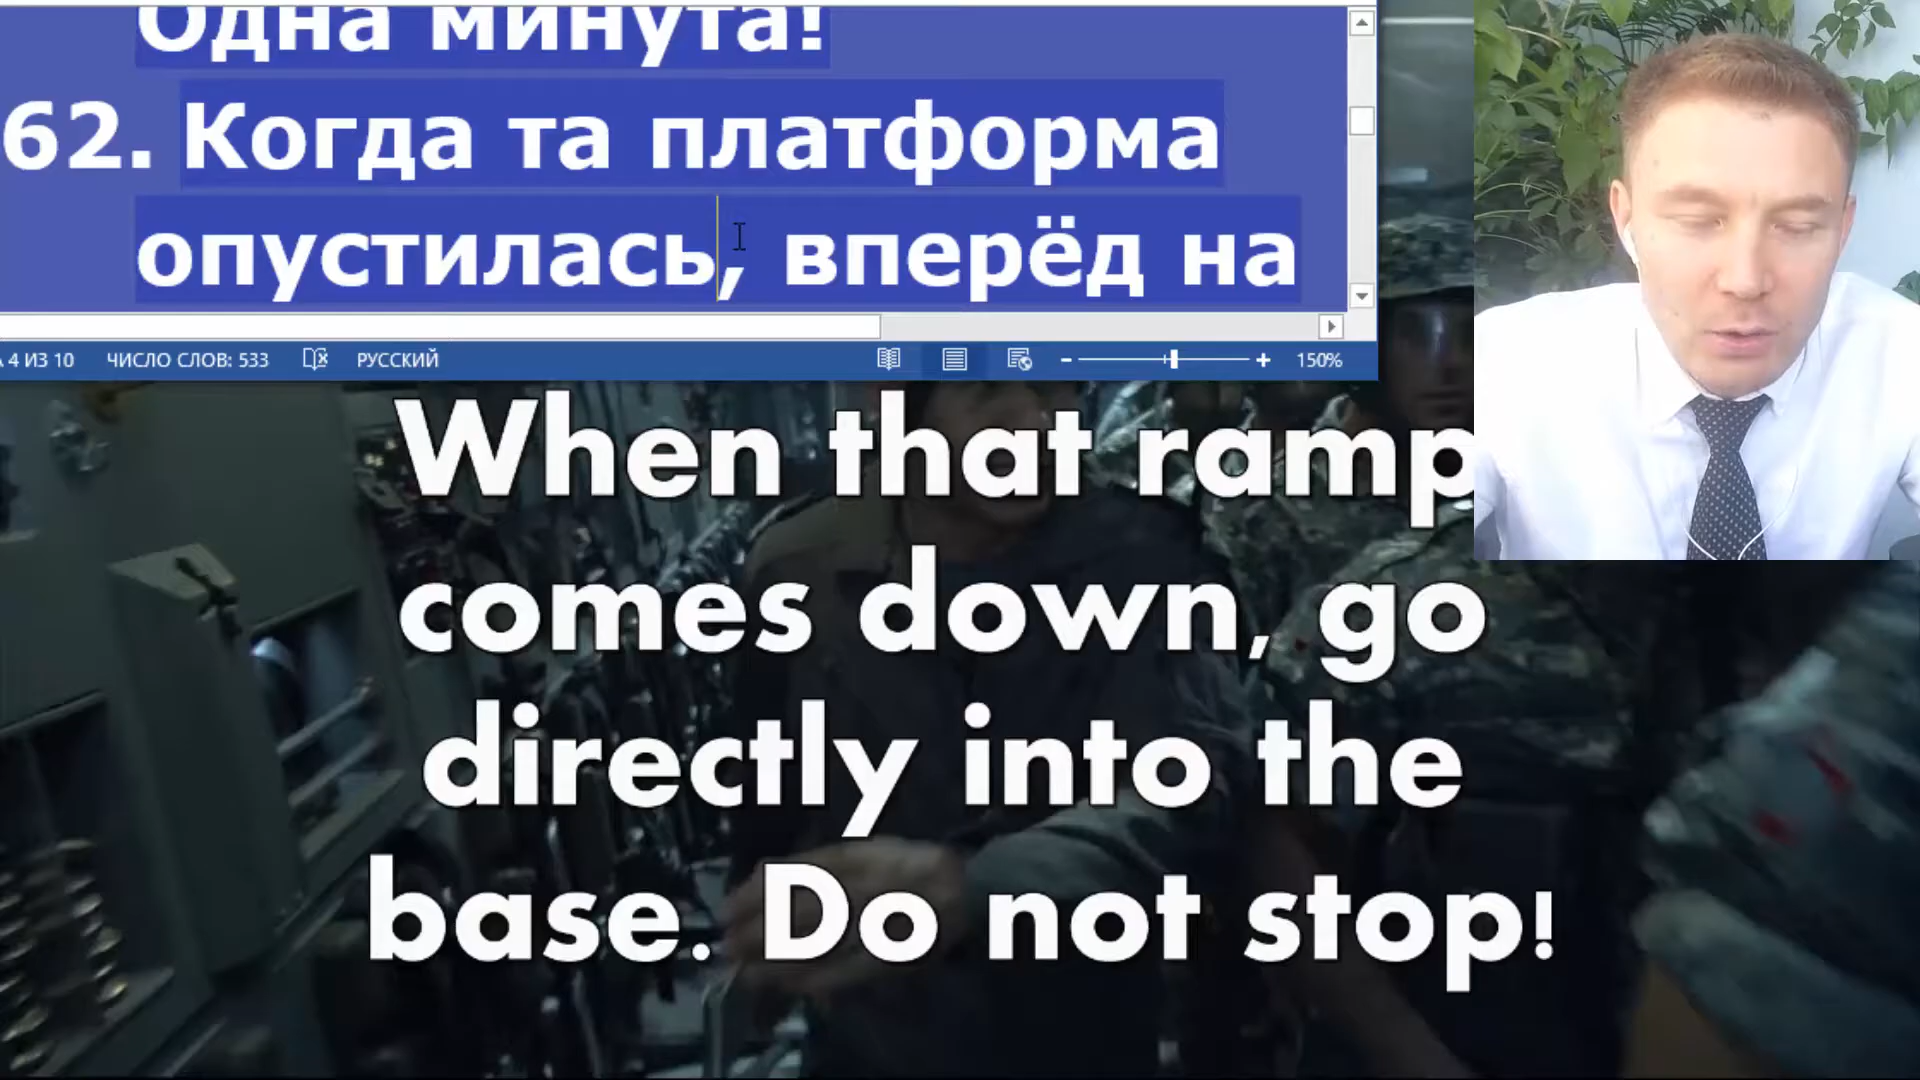 Одна минута!
62. Когда та платформа
опустилась, вперёд на
4 ИЗ 10 ЧИСЛО СЛОВ: 533 РУССКИЙ 150%
When that ramp
comes down, go
directly into the
base. Do not stop!